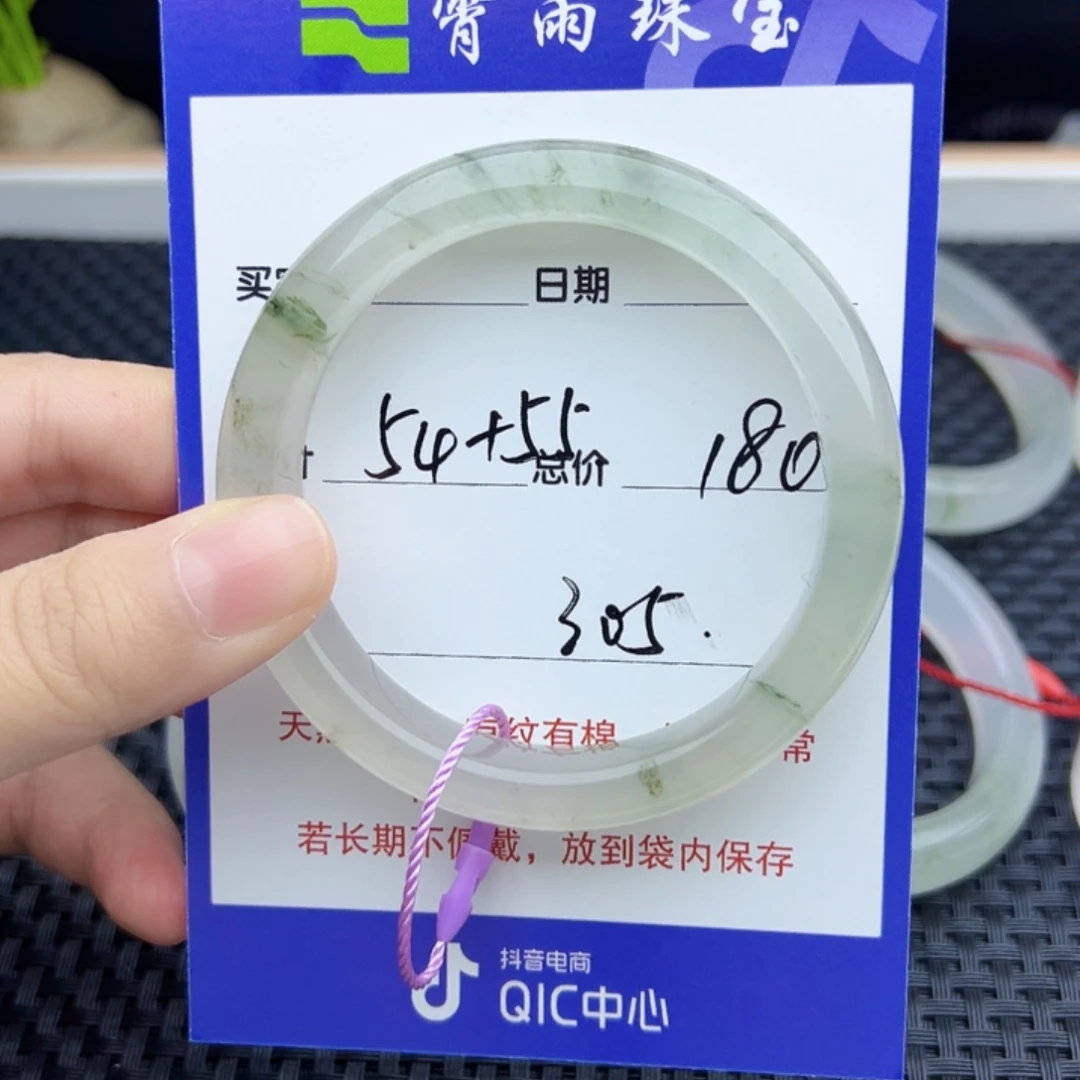 霄雨珠宝
买 日期
54+55 总价 180
305.
天 有纹有棉 常
若长期不佩戴，放到袋内保存
抖音电商
QIC中心